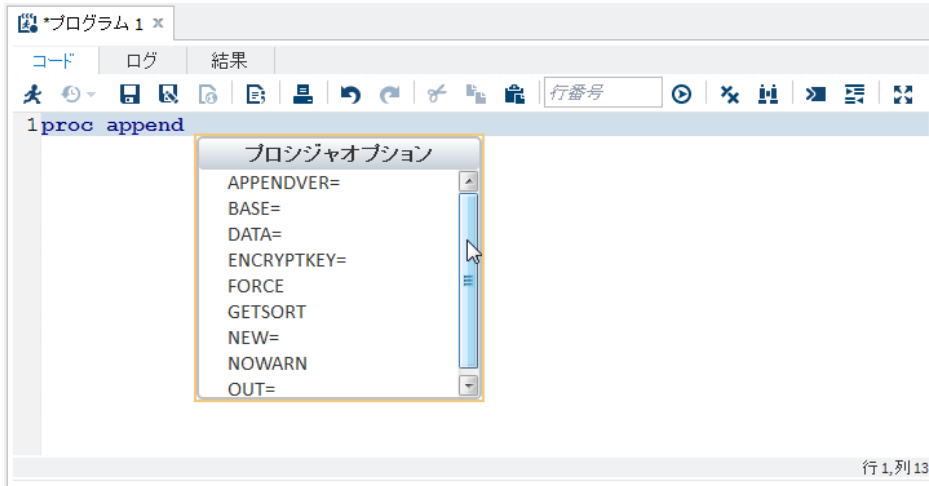 *プログラム 1 ×
コード ログ 結果
行番号
1 proc append
プロシジャオプション
APPENDVER=
BASE=
DATA=
ENCRYPTKEY=
FORCE
GETSORT
NEW=
NOWARN
OUT=
行 1,列 13